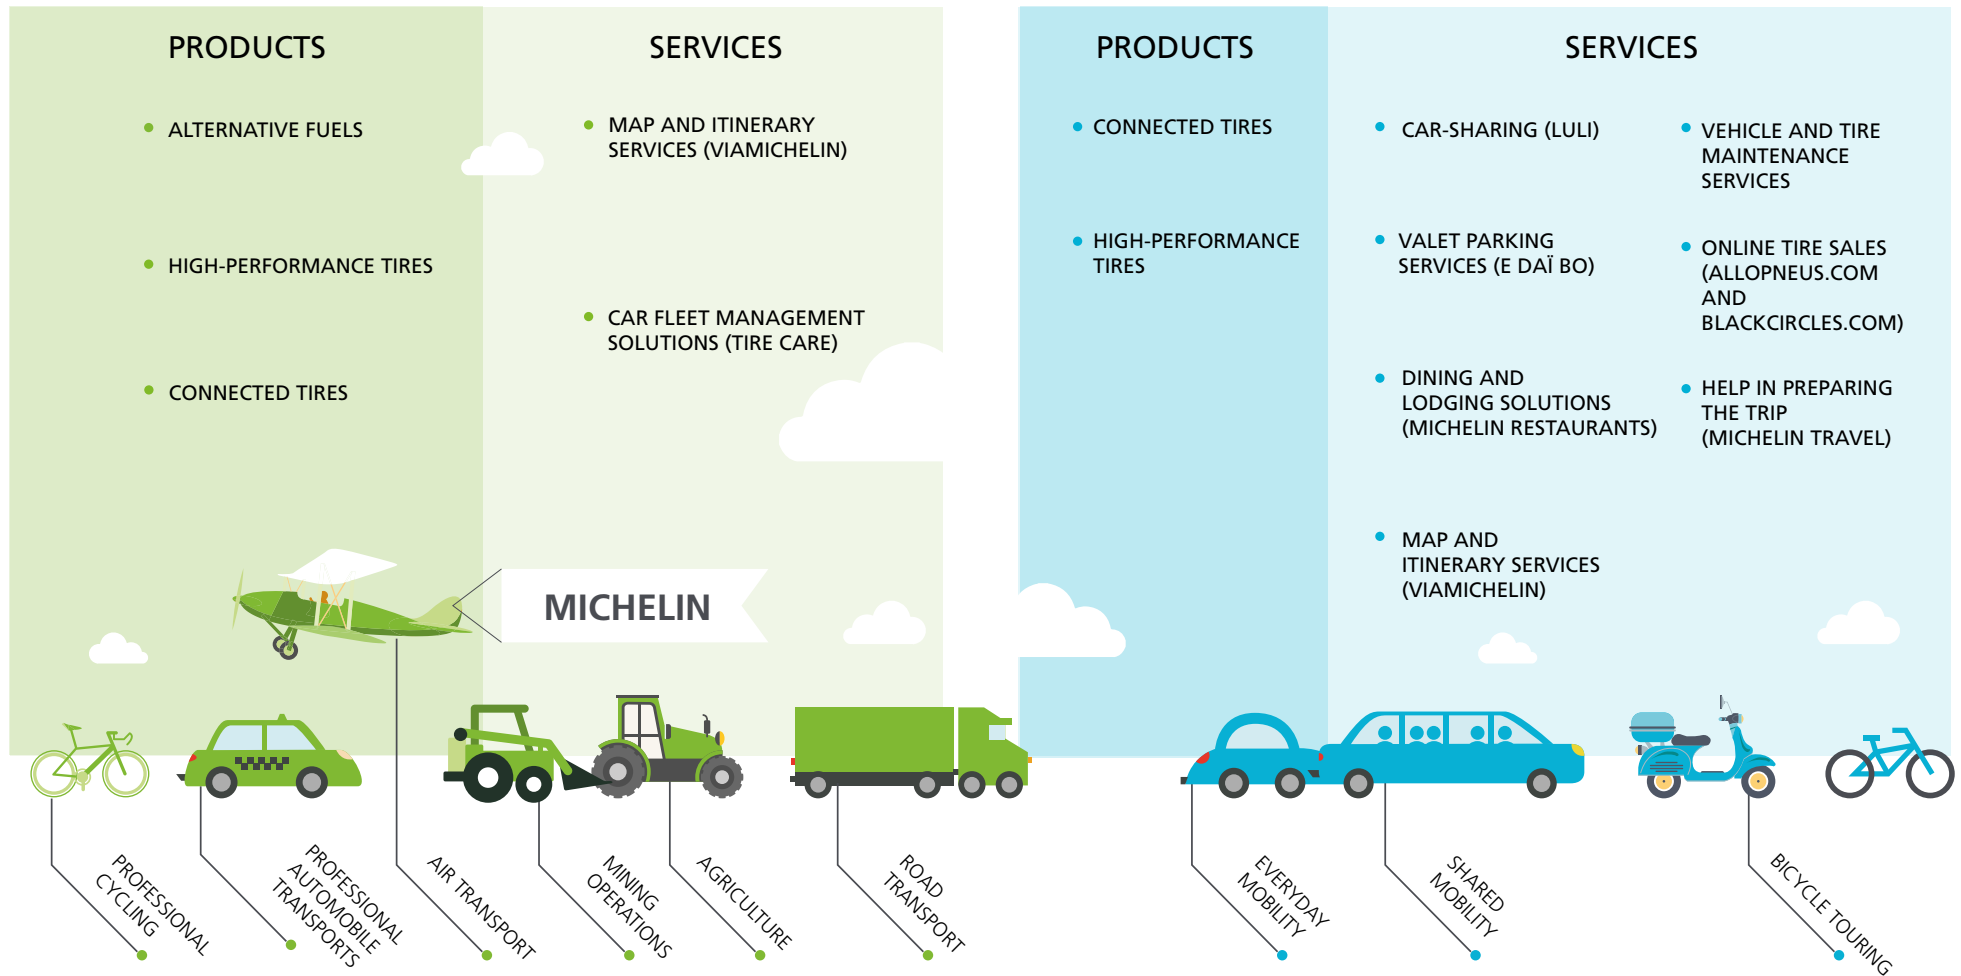 PRODUCTS
ALTERNATIVE FUELS
HIGH-PERFORMANCE TIRES
CONNECTED TIRES
SERVICES
MAP AND ITINERARY
SERVICES (VIAMICHELIN)
CAR FLEET MANAGEMENT
SOLUTIONS (TIRE CARE)
MICHELIN
PROFESSIONAL
CYCLING
PROFESSIONAL
AUTOMOBILE
TRANSPORTS
AIR TRANSPORT
MINING
OPERATIONS
AGRICULTURE
ROAD
TRANSPORT
PRODUCTS
CONNECTED TIRES
HIGH-PERFORMANCE
TIRES
SERVICES
CAR-SHARING (LULI)
VALET PARKING
SERVICES (E DAÏ BO)
DINING AND
LODGING SOLUTIONS
(MICHELIN RESTAURANTS)
MAP AND
ITINERARY SERVICES
(VIAMICHELIN)
VEHICLE AND TIRE
MAINTENANCE
SERVICES
ONLINE TIRE SALES
(ALLOPNEUS.COM
AND
BLACKCIRCLES.COM)
HELP IN PREPARING
THE TRIP
(MICHELIN TRAVEL)
EVERYDAY
MOBILITY
SHARED
MOBILITY
BICYCLE TOURING